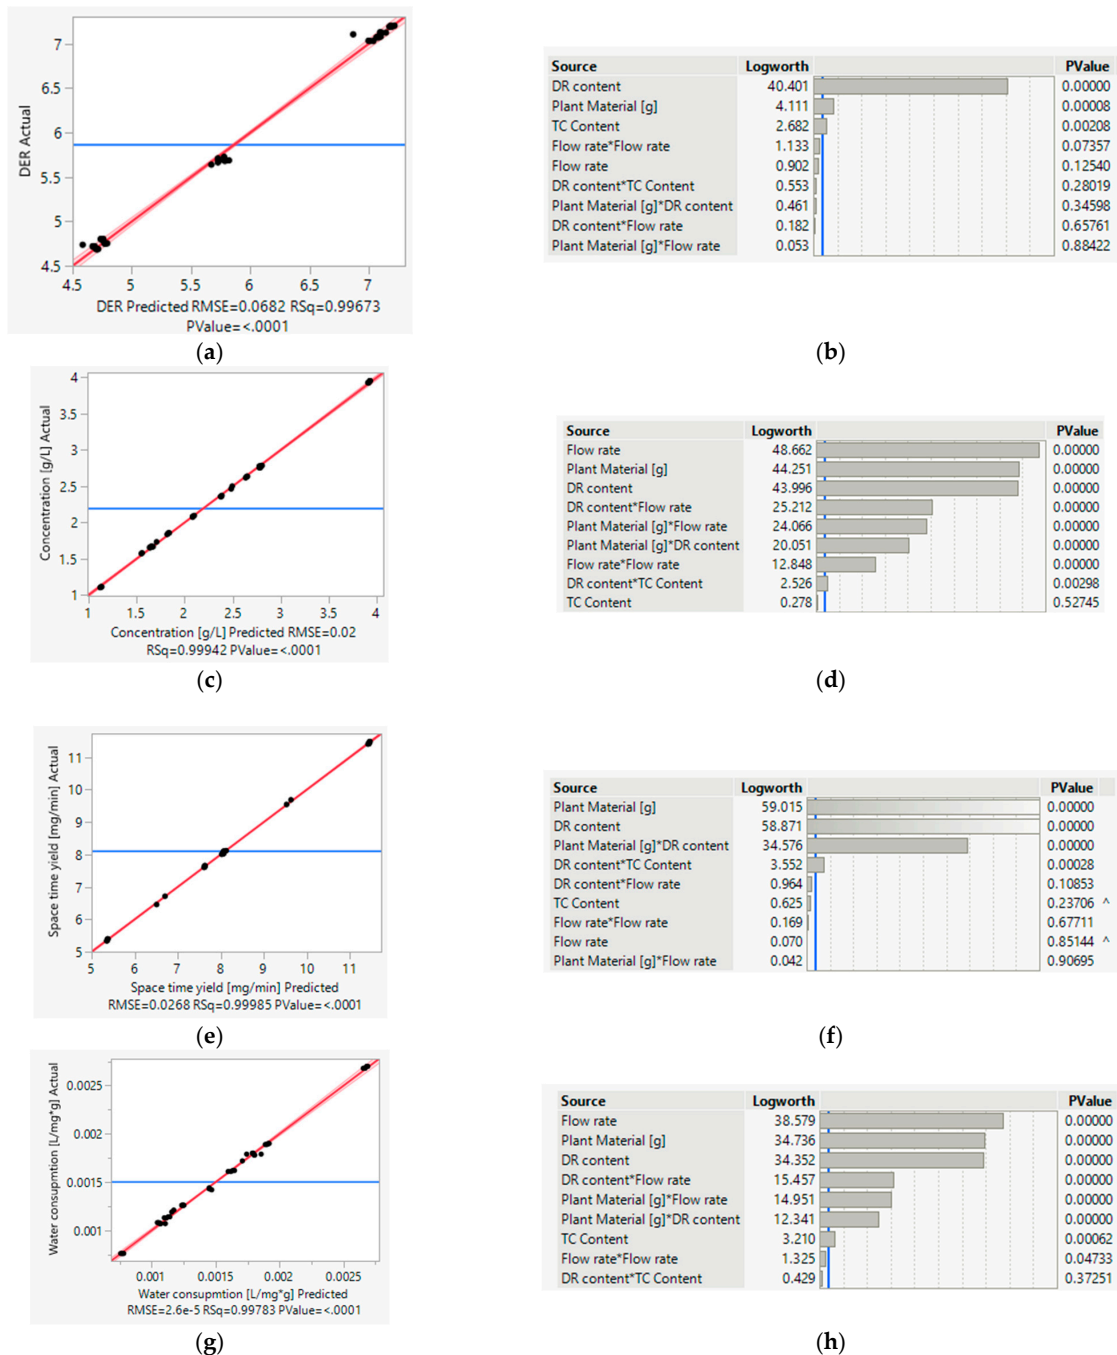 DER Actual
7
6.5
6
5.5
5
4.5
4.5 5 5.5 6 6.5 7
DER Predicted RMSE=0.0682 RSq=0.99673
PValue=<.0001
(a)
Source Logworth PValue
DR content 40.401 0.00000
Plant Material [g] 4.111 0.00008
TC Content 2.682 0.00208
Flow rate*Flow rate 1.133 0.07357
Flow rate 0.902 0.12540
DR content*TC Content 0.553 0.28019
Plant Material [g]*DR content 0.461 0.34598
DR content*Flow rate 0.182 0.65761
Plant Material [g]*Flow rate 0.053 0.88422
(b)
Concentration [g/L] Actual
4
3.5
3
2.5
2
1.5
1
1 1.5 2 2.5 3 3.5 4
Concentration [g/L] Predicted RMSE=0.02
RSq=0.99942 PValue=<.0001
(c)
Source Logworth PValue
Flow rate 48.662 0.00000
Plant Material [g] 44.251 0.00000
DR content 43.996 0.00000
DR content*Flow rate 25.212 0.00000
Plant Material [g]*Flow rate 24.066 0.00000
Plant Material [g]*DR content 20.051 0.00000
Flow rate*Flow rate 12.848 0.00000
DR content*TC Content 2.526 0.00298
TC Content 0.278 0.52745
(d)
Space time yield [mg/min] Actual
11
10
9
8
7
6
5
5 6 7 8 9 10 11
Space time yield [mg/min] Predicted
RMSE=0.0268 RSq=0.99985 PValue=<.0001
(e)
Source Logworth PValue
Plant Material [g] 59.015 0.00000
DR content 58.871 0.00000
Plant Material [g]*DR content 34.576 0.00000
DR content*TC Content 3.552 0.00028
DR content*Flow rate 0.964 0.10853
TC Content 0.625 0.23706 ^
Flow rate*Flow rate 0.169 0.67711
Flow rate 0.070 0.85144 ^
Plant Material [g]*Flow rate 0.042 0.90695
(f)
Water consupmtion [L/mg*g] Actual
0.0025
0.002
0.0015
0.001
0.001 0.0015 0.002 0.0025
Water consupmtion [L/mg*g] Predicted
RMSE=2.6e-5 RSq=0.99783 PValue=<.0001
(g)
Source Logworth PValue
Flow rate 38.579 0.00000
Plant Material [g] 34.736 0.00000
DR content 34.352 0.00000
DR content*Flow rate 15.457 0.00000
Plant Material [g]*Flow rate 14.951 0.00000
Plant Material [g]*DR content 12.341 0.00000
TC Content 3.210 0.00062
Flow rate*Flow rate 1.325 0.04733
DR content*TC Content 0.429 0.37251
(h)